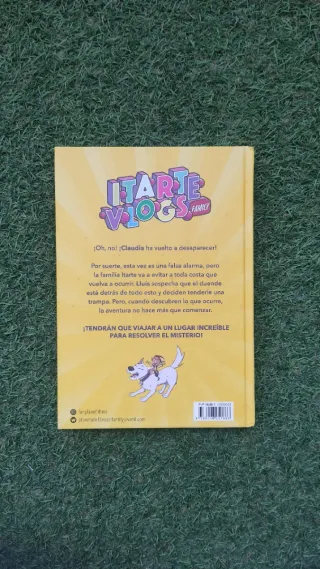 ITARTE
VLOGS
FAMILY
¡Oh, no! ¡Claudia ha vuelto a desaparecer!
Por suerte, esta vez es una falsa alarma, pero
la familia Itarte va a evitar a toda costa que
vuelva a ocurrir. Lluís sospecha que el duende
está detrás de todo esto y deciden tenderle una
trampa. Pero, cuando descubren lo que ocurre,
la aventura no hace más que comenzar.
¡TENDRÁN QUE VIAJAR A UN LUGAR INCREÍBLE
PARA RESOLVER EL MISTERIO!